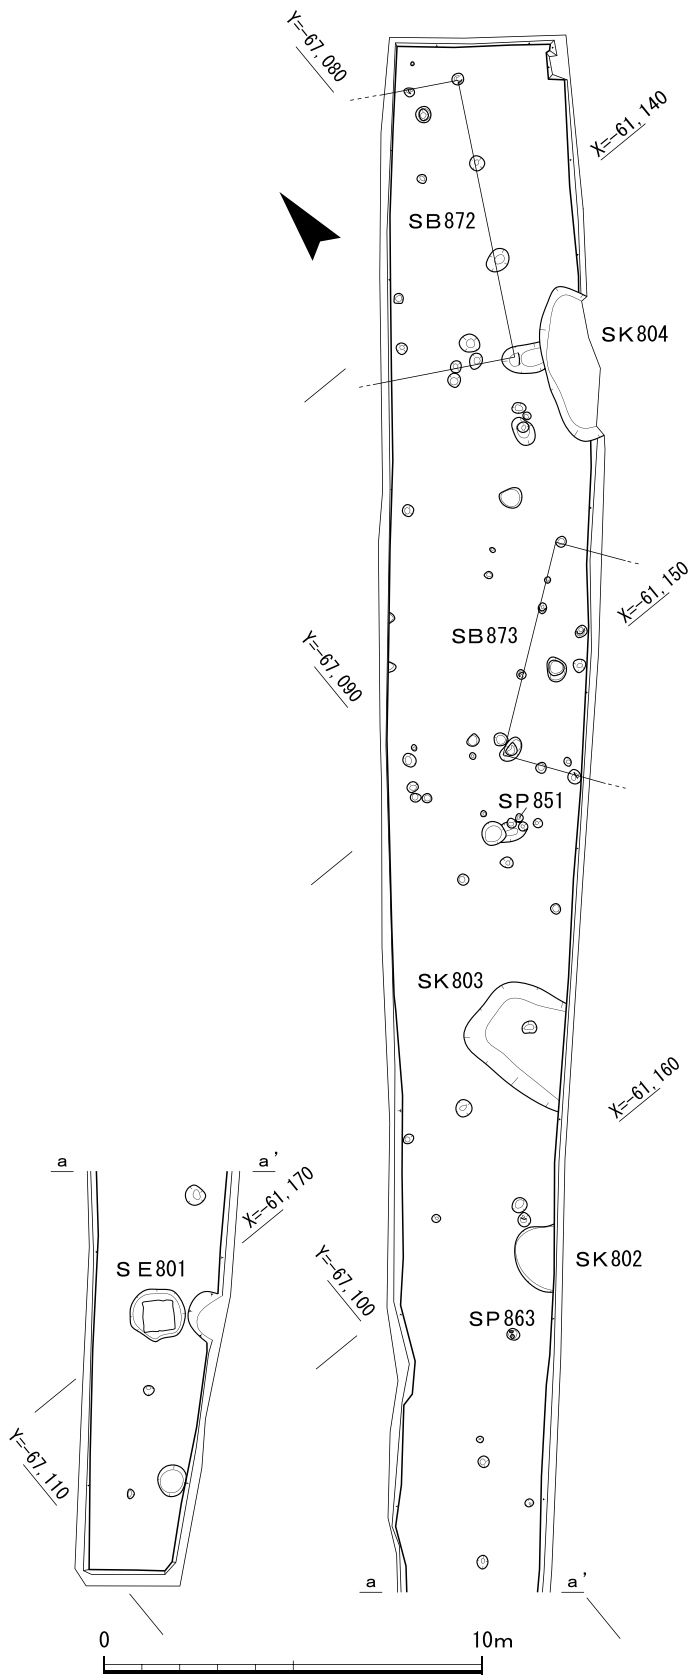 Y=-67,080
X=-61,140
SB872
SK804
X=-61,150
SB873
Y=-67,090
SP851
SK803
X=-61,160
a
a'
X=-61,170
SE801
Y=-67,100
SK802
SP863
Y=-67,110
a
a'
0
10m